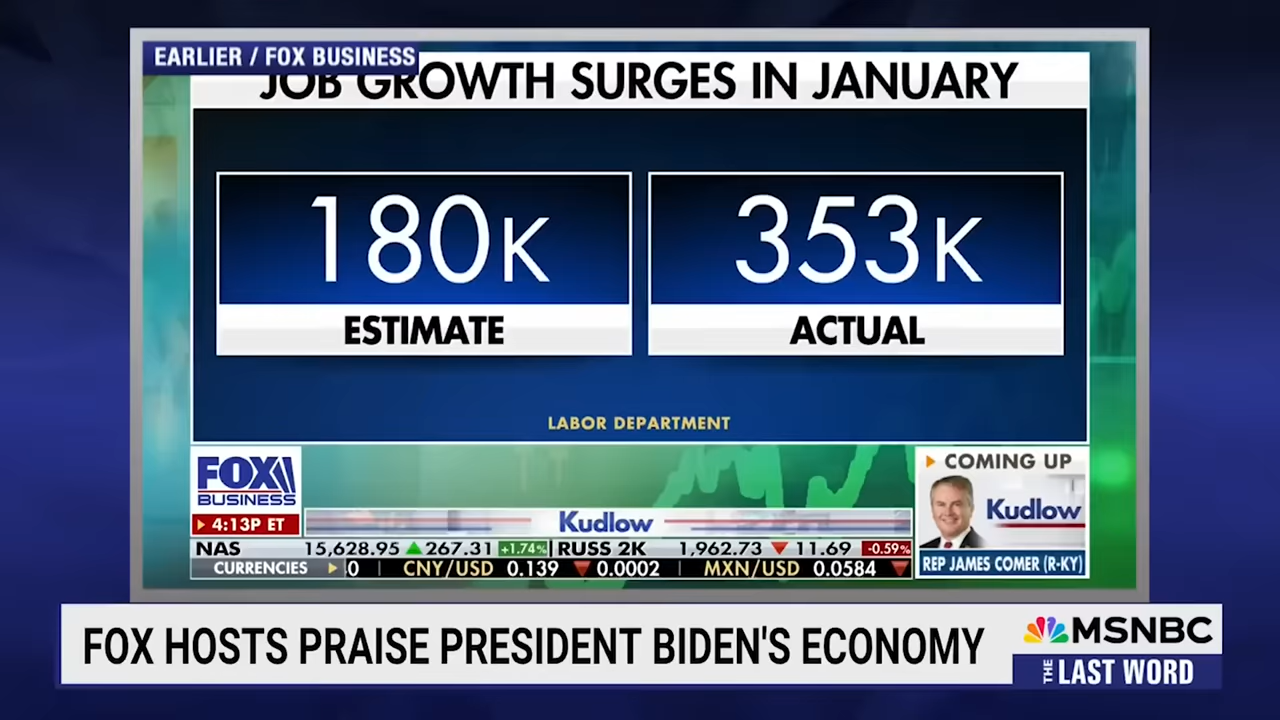 EARLIER / FOX BUSINESS
JOB GROWTH SURGES IN JANUARY
180K
353K
ESTIMATE
ACTUAL
LABOR DEPARTMENT
FOX
BUSINESS
4:13P ET
Kudlow
COMING UP
Kudlow
REP JAMES COMER (R-KY)
NAS 15,628.95 267.31 +1.74% RUSS 2K 1,962.73 11.69 -0.59%
CURRENCIES :0 CNY/USD 0.139 0.0002 MXN/USD 0.0584
FOX HOSTS PRAISE PRESIDENT BIDEN'S ECONOMY
MSNBC
THE LAST WORD